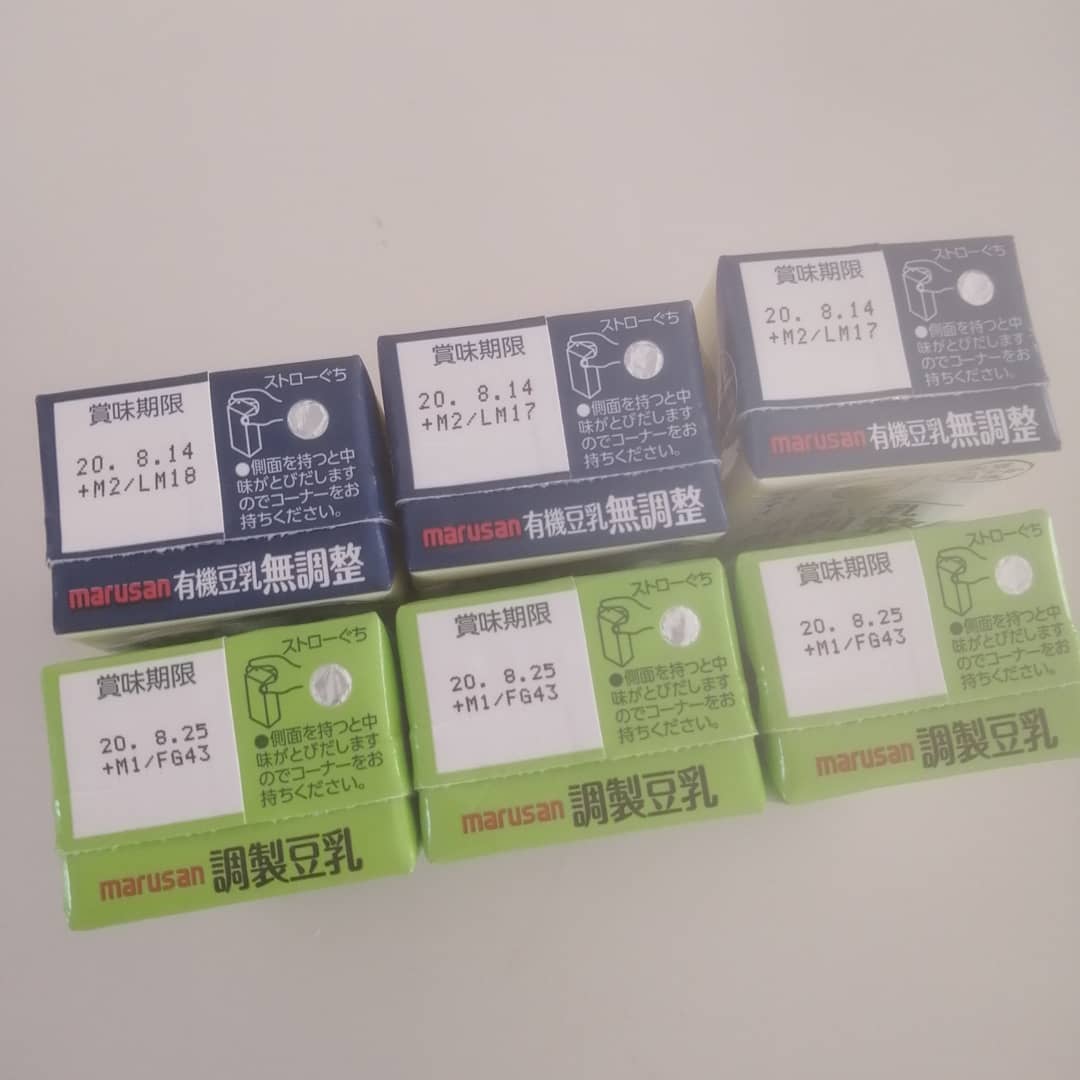 賞味期限
20. 8.14
+M2/LM18
ストローぐち
●側面を持つと中
味がとびだします
のでコーナーをお
持ちください。
marusan 有機豆乳無調整
賞味期限
20. 8.14
+M2/LM17
ストローぐち
●側面を持つと中
味がとびだします
のでコーナーをお
持ちください。
marusan 有機豆乳無調整
賞味期限
20. 8.14
+M2/LM17
ストローぐち
●側面を持つと中
味がとびだします
のでコーナーをお
持ちください。
marusan 有機豆乳無調整
賞味期限
20. 8.25
+M1/FG43
ストローぐち
●側面を持つと中
味がとびだします
のでコーナーをお
持ちください。
marusan 調製豆乳
賞味期限
20. 8.25
+M1/FG43
ストローぐち
●側面を持つと中
味がとびだします
のでコーナーをお
持ちください。
marusan 調製豆乳
賞味期限
20. 8.25
+M1/FG43
ストローぐち
●側面を持つと中
味がとびだします
のでコーナーをお
持ちください。
marusan 調製豆乳